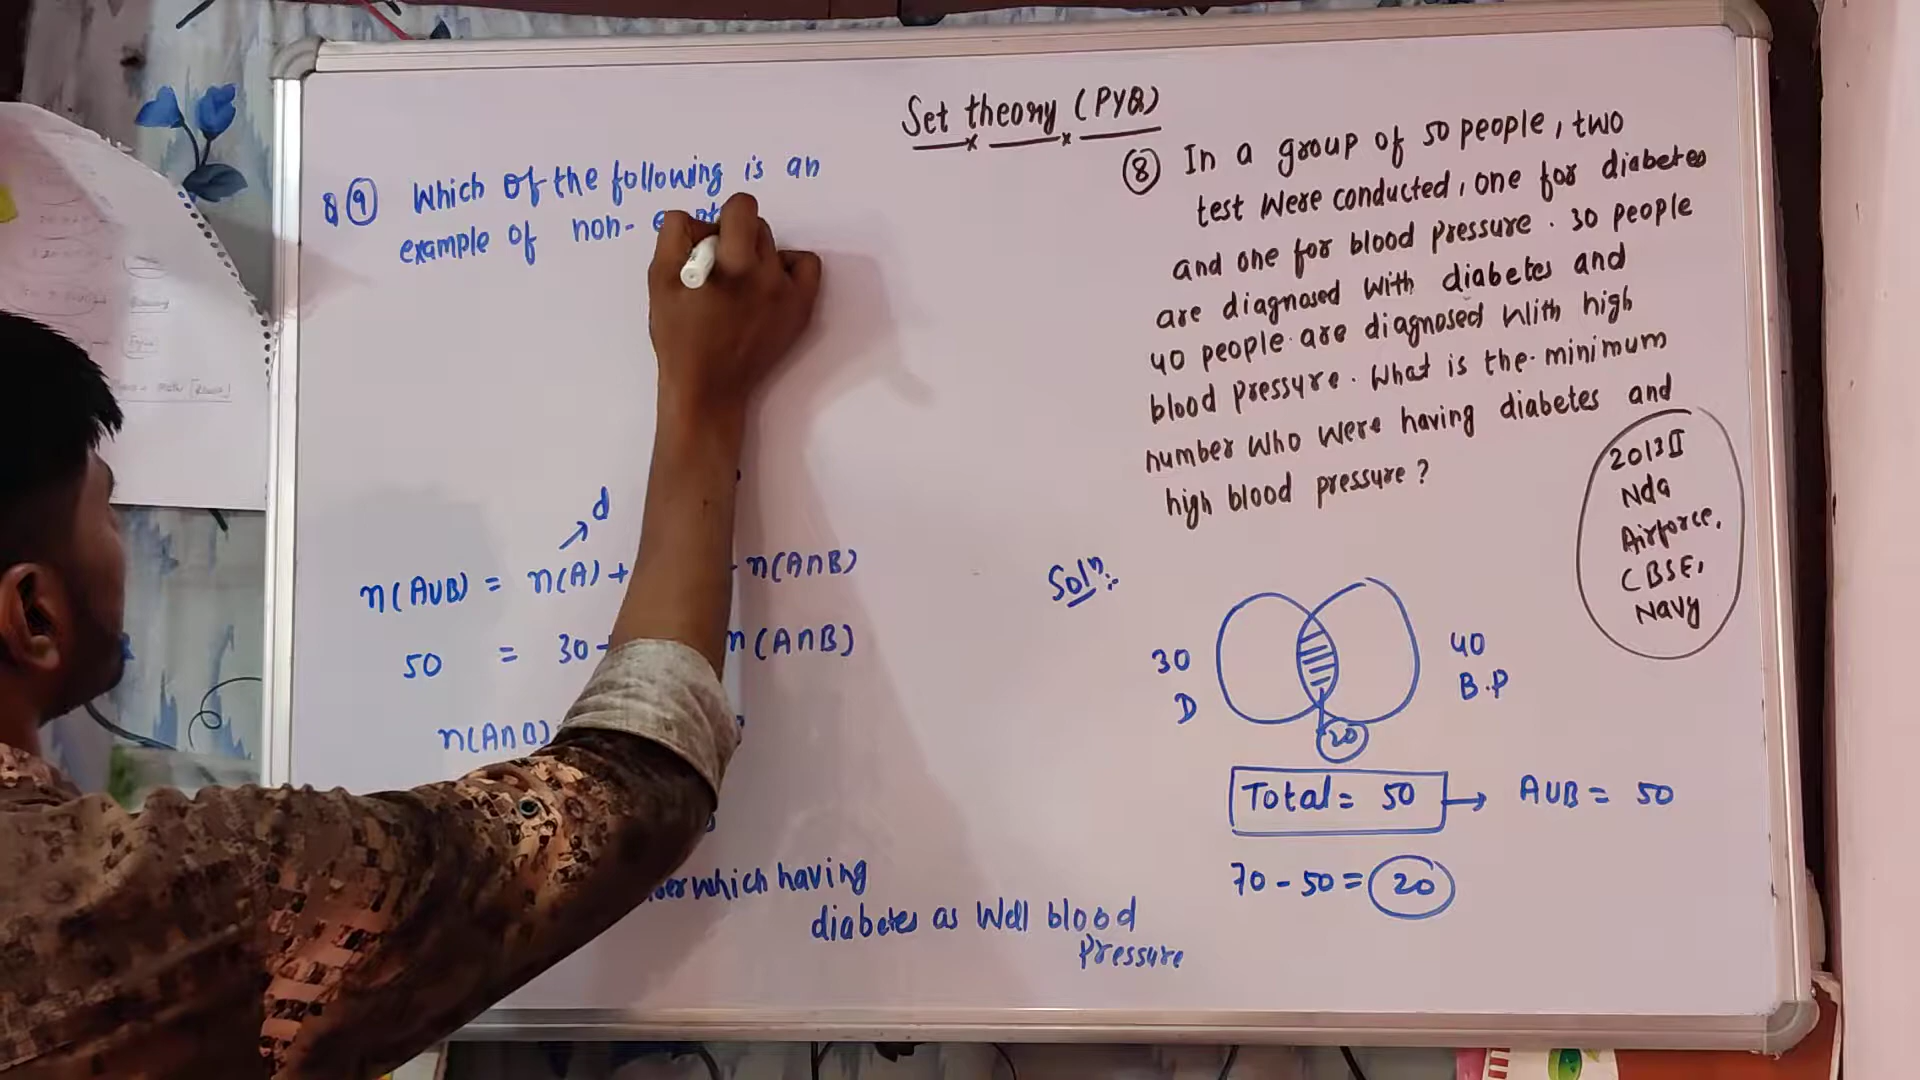 Set theory (PYQ)
Q 9 Which of the following is an
example of non-
8 In a group of 50 people, two
test Were conducted, one for diabetes
and one for blood pressure. 30 people
are diagnosed With diabetes and
40 people are diagnosed With high
blood pressyre. What is the minimum
number Who Were having diabetes and
high blood pressure?
2013 II
Nda
Airforce,
CBSE,
Navy
d
n(AUB) = n(A) + - n(A∩B)
50 = 30 + n(A∩B)
n(A∩B)
which having
diabetes as Well blood
Pressure
Solⁿ:-
30
D
40
B.P
20
Total = 50 → AUB = 50
70 - 50 = 20